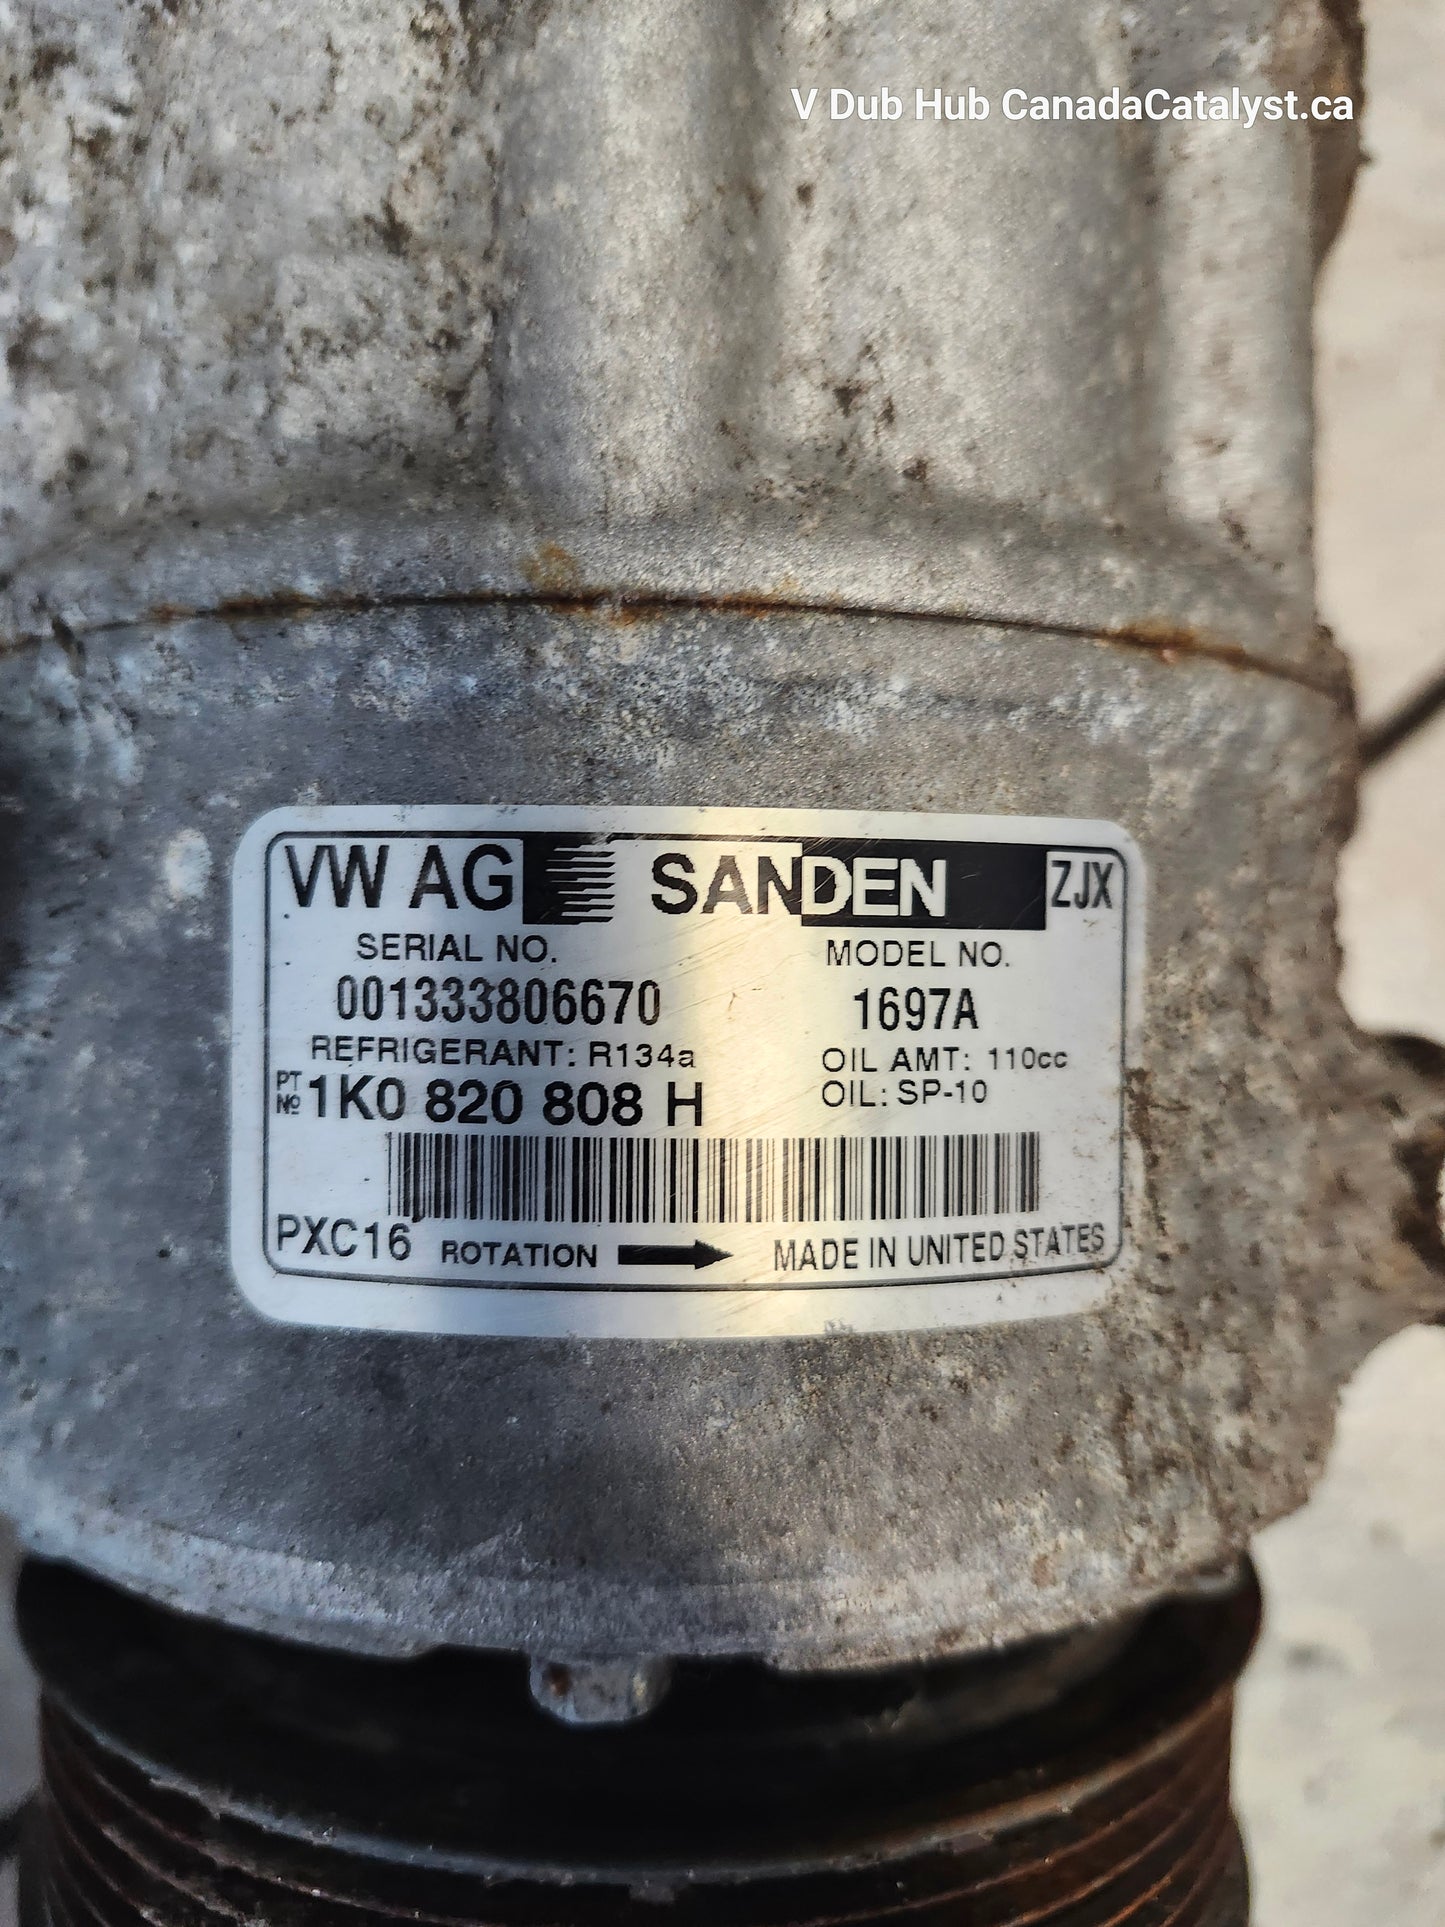 V Dub Hub CanadaCatalyst.ca
VW AG SANDEN ZJX
SERIAL NO. MODEL NO.
001333806670 1697A
REFRIGERANT: R134a OIL AMT: 110cc
PT Nº 1K0 820 808 H OIL: SP-10
PXC16 ROTATION MADE IN UNITED STATES